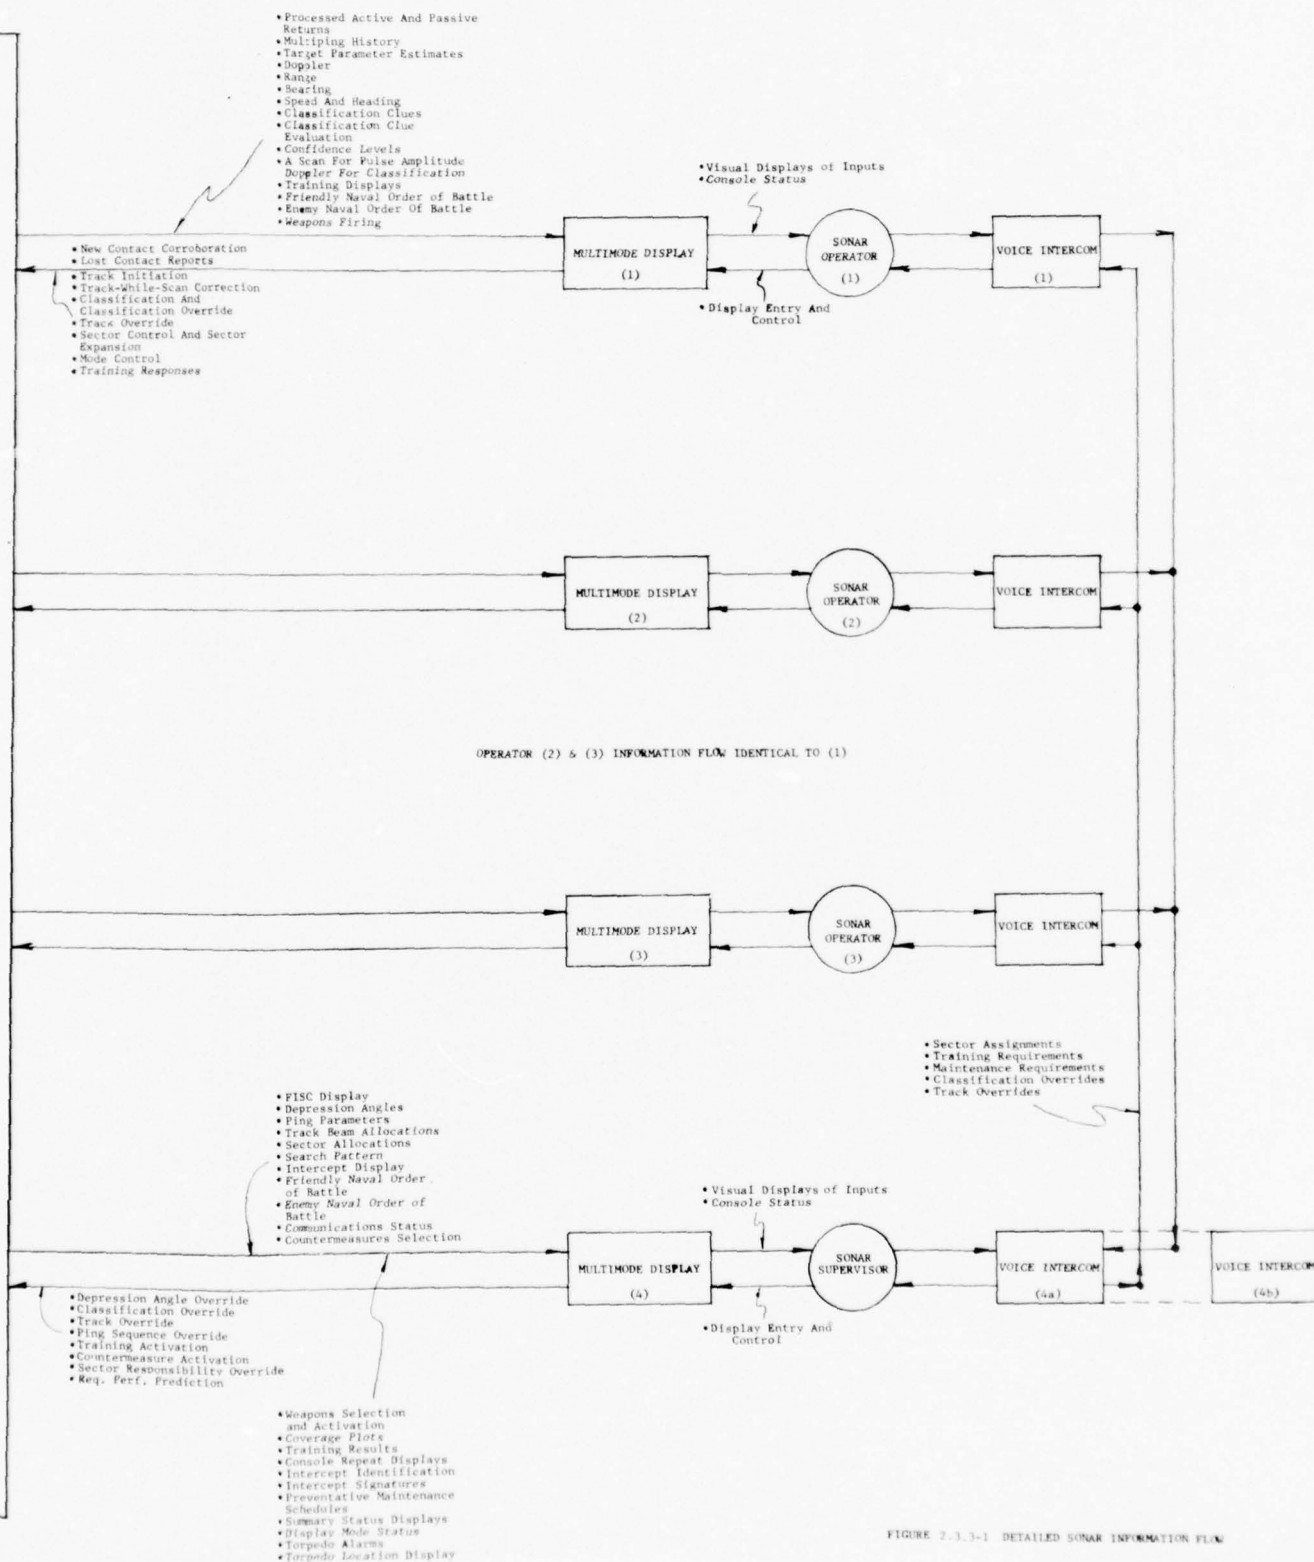 • Processed Active And Passive
Returns
• Multiping History
• Target Parameter Estimates
• Doppler
• Range
• Bearing
• Speed And Heading
• Classification Clues
• Classification Clue
Evaluation
• Confidence Levels
• A Scan For Pulse Amplitude
Doppler For Classification
• Training Displays
• Friendly Naval Order of Battle
• Enemy Naval Order Of Battle
• Weapons Firing
• New Contact Corroboration
• Lost Contact Reports
• Track Initiation
• Track-While-Scan Correction
• Classification And
Classification Override
• Track Override
• Sector Control And Sector
Expansion
• Mode Control
• Training Responses
MULTIMODE DISPLAY
(1)
• Visual Displays of Inputs
• Console Status
• Display Entry And
Control
SONAR
OPERATOR
(1)
VOICE INTERCOM
(1)
MULTIMODE DISPLAY
(2)
SONAR
OPERATOR
(2)
VOICE INTERCOM
OPERATOR (2) & (3) INFORMATION FLOW IDENTICAL TO (1)
MULTIMODE DISPLAY
(3)
SONAR
OPERATOR
(3)
VOICE INTERCOM
• Sector Assignments
• Training Requirements
• Maintenance Requirements
• Classification Overrides
• Track Overrides
• FISC Display
• Depression Angles
• Ping Parameters
• Track Beam Allocations
• Sector Allocations
• Search Pattern
• Intercept Display
• Friendly Naval Order
of Battle
• Enemy Naval Order of
Battle
• Communications Status
• Countermeasures Selection
• Depression Angle Override
• Classification Override
• Track Override
• Ping Sequence Override
• Training Activation
• Countermeasure Activation
• Sector Responsibility Override
• Req. Perf. Prediction
MULTIMODE DISPLAY
(4)
• Visual Displays of Inputs
• Console Status
• Display Entry And
Control
SONAR
SUPERVISOR
VOICE INTERCOM
(4a)
VOICE INTERCOM
(4b)
• Weapons Selection
and Activation
• Coverage Plots
• Training Results
• Console Repeat Displays
• Intercept Identification
• Intercept Signatures
• Preventative Maintenance
Schedules
• Summary Status Displays
• Display Mode Status
• Torpedo Alarms
• Torpedo Location Display
FIGURE 2.3.3-1 DETAILED SONAR INFORMATION FLOW